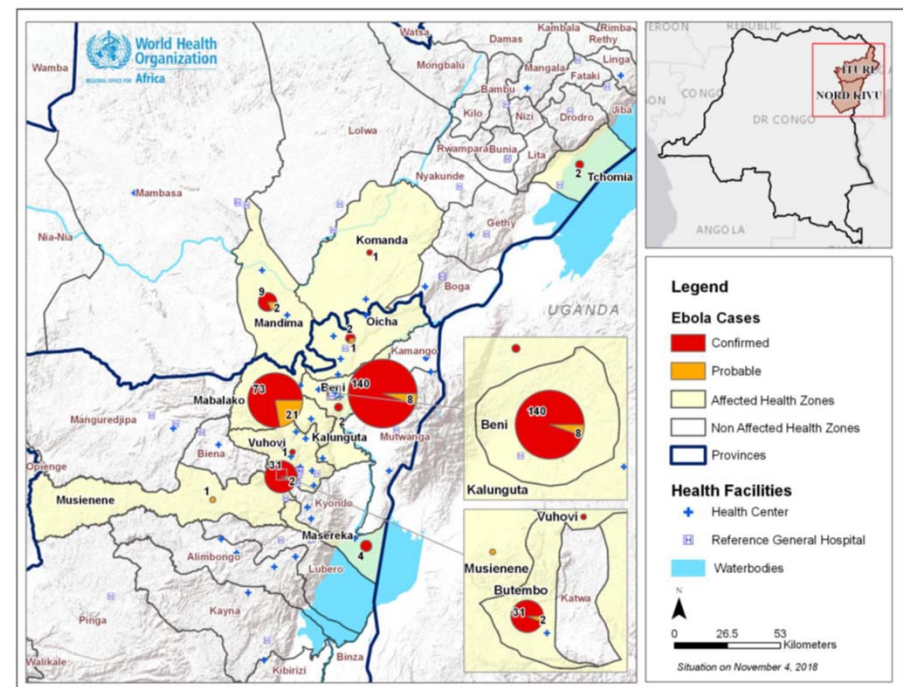 World Health
Organization
REGIONAL OFFICE FOR Africa
Wamba
Watsa
Damas
Kambala
Rimba
Rethy
Mongbalu
Mangala
Linga
Fataki
Bambu
Kilo
Nizi
Drodro
Jiba
Lolwa
Rwampara
Bunia
Lita
2
Tchomia
Mambasa
Nyakunde
Nia-Nia
Komanda
1
Gethy
Boga
UGANDA
9
2
Mandima
Oicha
2
1
Kamango
73
21
Mabalako
Beni
140
8
Manguredjipa
2
Kalunguta
Mutwanga
Vuhovi
1
Biena
Opienge
31
2
Musienene
1
Kyondo
Masereka
4
Alimbongo
Lubero
Kayna
Pinga
Walikale
Kibirizi
Binza
Beni
140
8
Kalunguta
Vuhovi
Musienene
Butembo
31
2
Katwa
REPUBLIC
CONGO
ITURI
NORD KIVU
DR CONGO
ANGOLA
Legend
Ebola Cases
Confirmed
Probable
Affected Health Zones
Non Affected Health Zones
Provinces
Health Facilities
Health Center
Reference General Hospital
Waterbodies
N
0 26.5 53
Kilometers
Situation on November 4, 2018